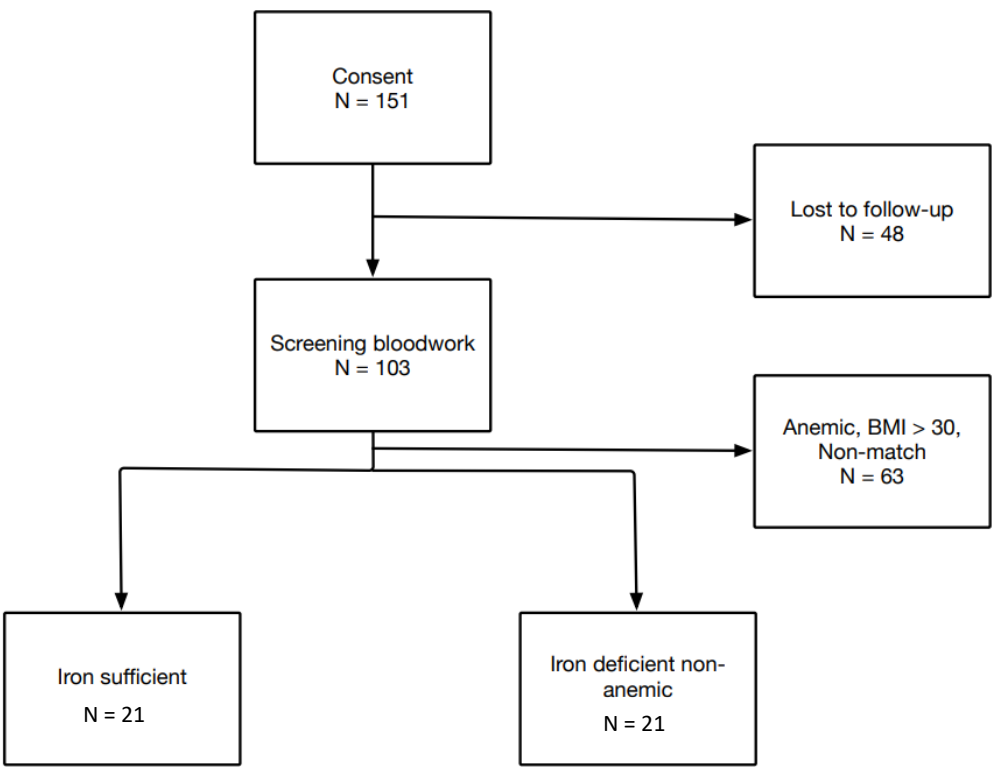 Consent
N = 151
Lost to follow-up
N = 48
Screening bloodwork
N = 103
Anemic, BMI > 30,
Non-match
N = 63
Iron sufficient
N = 21
Iron deficient non-
anemic
N = 21